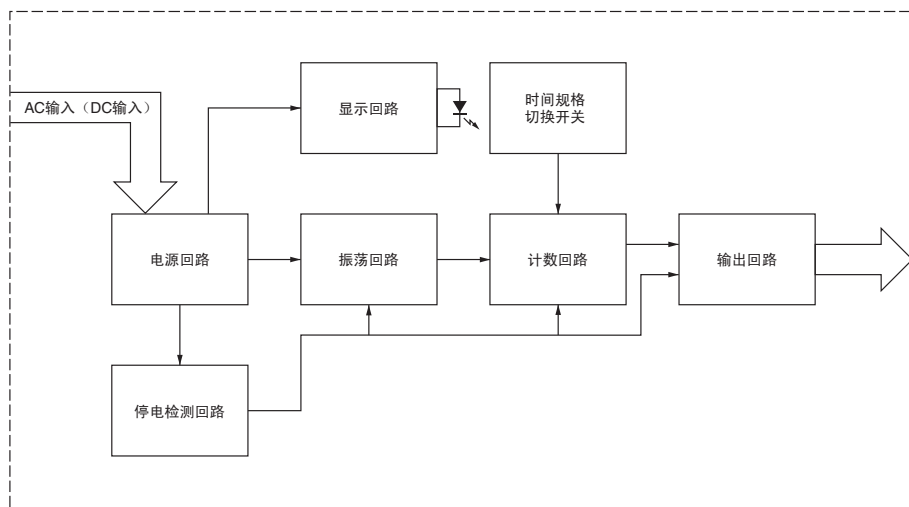 AC输入（DC输入）
显示回路
时间规格
切换开关
电源回路
振荡回路
计数回路
输出回路
停电检测回路